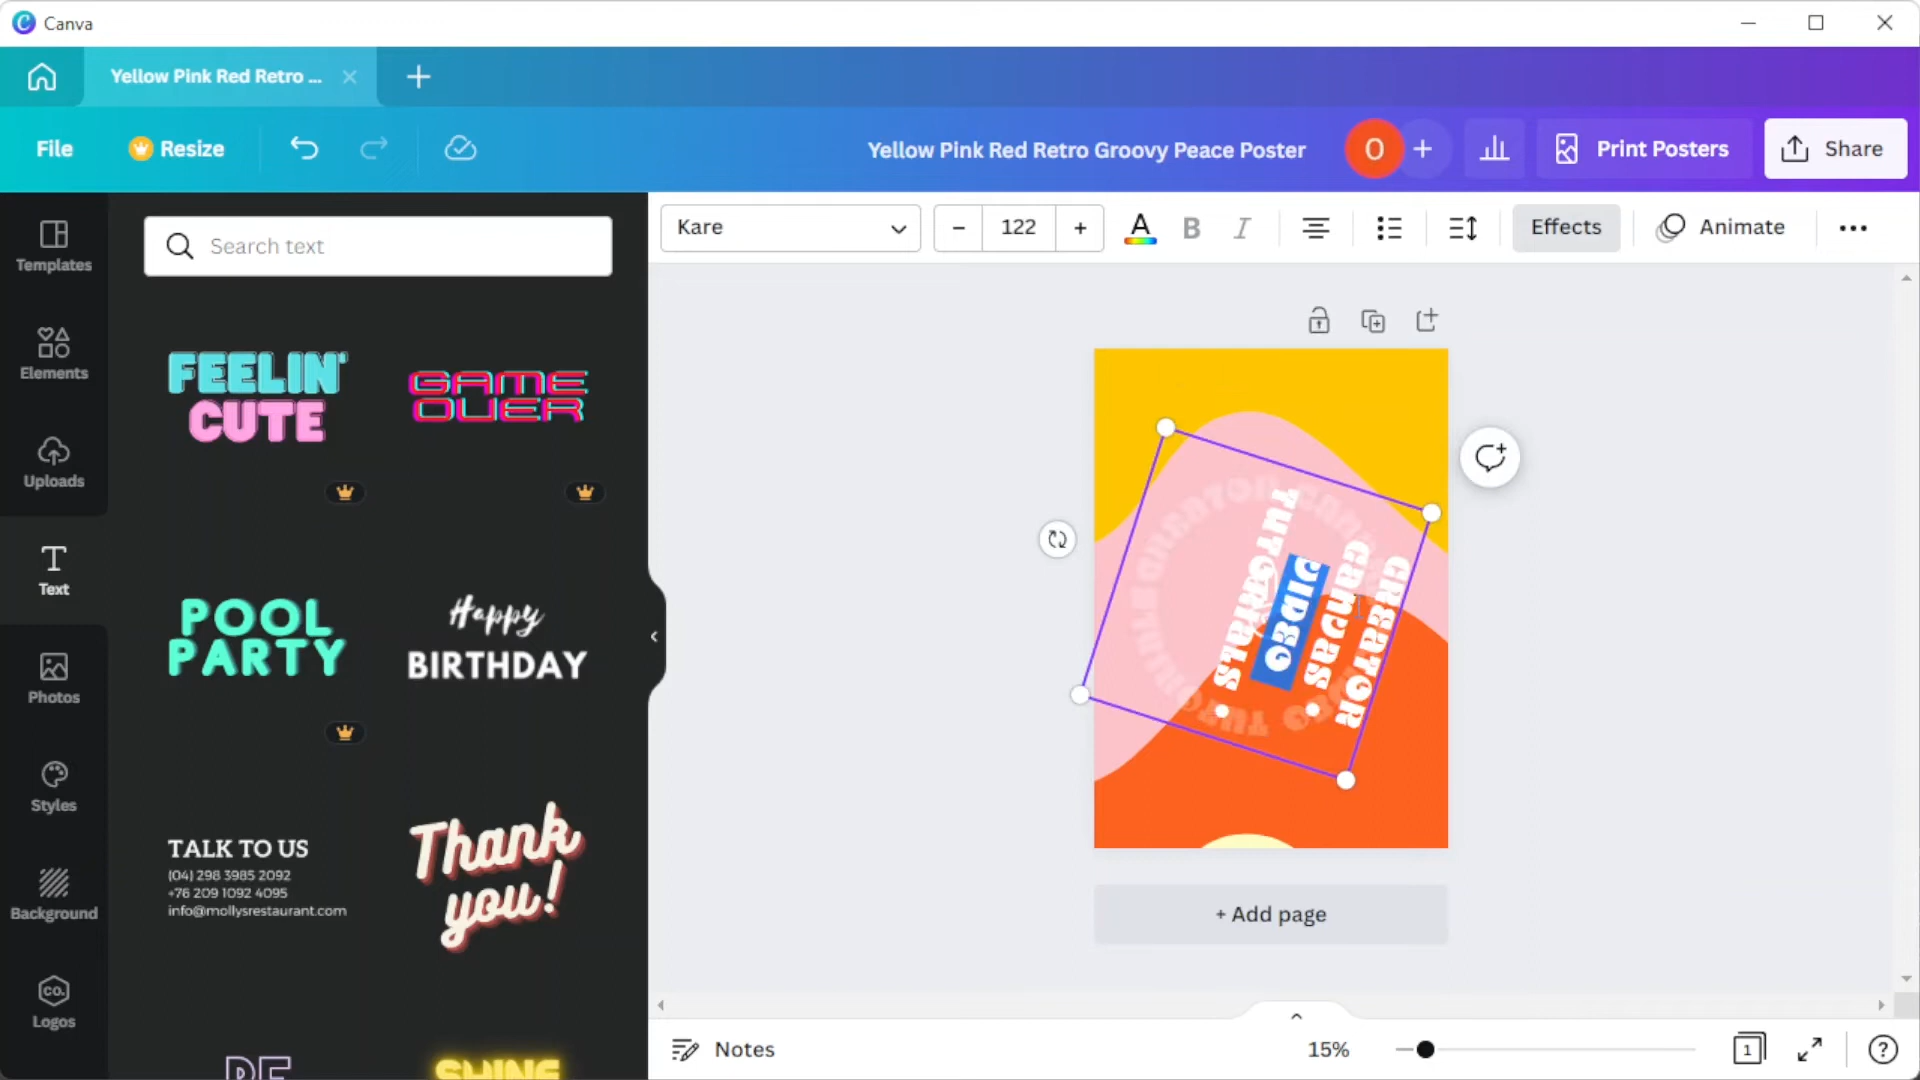 Canva
Yellow Pink Red Retro ...
File
Resize
Yellow Pink Red Retro Groovy Peace Poster
O
Print Posters
Share
Templates
Elements
Uploads
Text
Photos
Styles
Background
CO.
Logos
Search text
FEELIN'
CUTE
GAME
OVER
POOL
PARTY
Happy
BIRTHDAY
TALK TO US
(04) 298 3985 2092
+76 209 1092 4095
info@mollysrestaurant.com
Thank
you!
BE
SHINE
Kare
122
A
B
I
Effects
Animate
CREATOR
CANVAS •
VIDEO
TUTORIALS •
+ Add page
Notes
15%
1